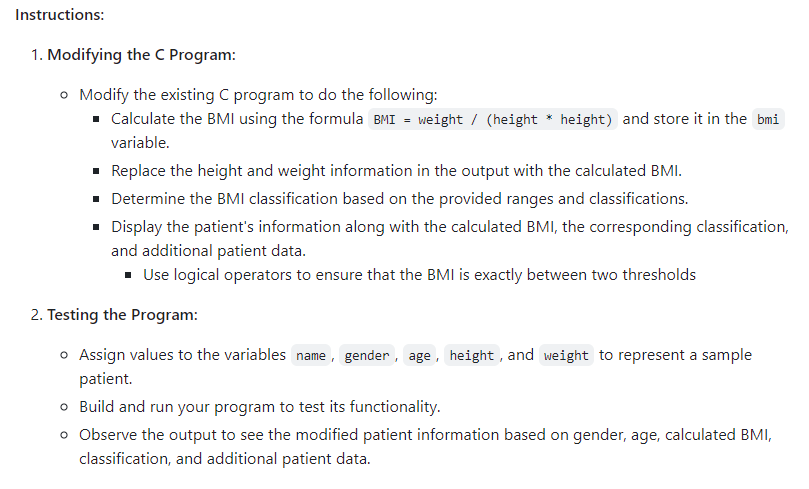 Instructions:
1. Modifying the C Program:
Modify the existing C program to do the following:
Calculate the BMI using the formula BMI = weight / (height * height) and store it in the bmi
variable.
Replace the height and weight information in the output with the calculated BMI.
Determine the BMI classification based on the provided ranges and classifications.
Display the patient's information along with the calculated BMI, the corresponding classification,
and additional patient data.
Use logical operators to ensure that the BMI is exactly between two thresholds
2. Testing the Program:
Assign values to the variables name, gender, age, height, and weight to represent a sample
patient.
Build and run your program to test its functionality.
Observe the output to see the modified patient information based on gender, age, calculated BMI,
classification, and additional patient data.